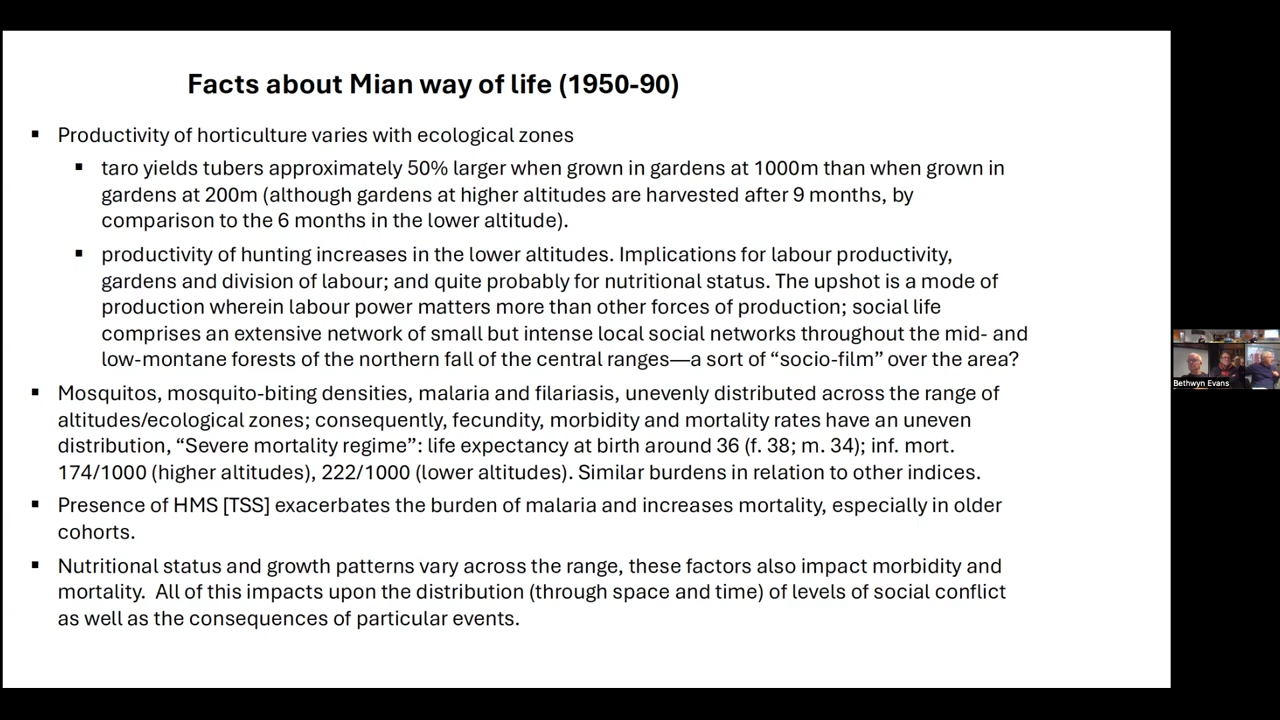 Facts about Mian way of life (1950-90)
▪ Productivity of horticulture varies with ecological zones
▪ taro yields tubers approximately 50% larger when grown in gardens at 1000m than when grown in
gardens at 200m (although gardens at higher altitudes are harvested after 9 months, by
comparison to the 6 months in the lower altitude).
▪ productivity of hunting increases in the lower altitudes. Implications for labour productivity,
gardens and division of labour; and quite probably for nutritional status. The upshot is a mode of
production wherein labour power matters more than other forces of production; social life
comprises an extensive network of small but intense local social networks throughout the mid- and
low-montane forests of the northern fall of the central ranges—a sort of “socio-film” over the area?
▪ Mosquitos, mosquito-biting densities, malaria and filariasis, unevenly distributed across the range of
altitudes/ecological zones; consequently, fecundity, morbidity and mortality rates have an uneven
distribution, “Severe mortality regime”: life expectancy at birth around 36 (f. 38; m. 34); inf. mort.
174/1000 (higher altitudes), 222/1000 (lower altitudes). Similar burdens in relation to other indices.
▪ Presence of HMS [TSS] exacerbates the burden of malaria and increases mortality, especially in older
cohorts.
▪ Nutritional status and growth patterns vary across the range, these factors also impact morbidity and
mortality.  All of this impacts upon the distribution (through space and time) of levels of social conflict
as well as the consequences of particular events.
Bethwyn Evans